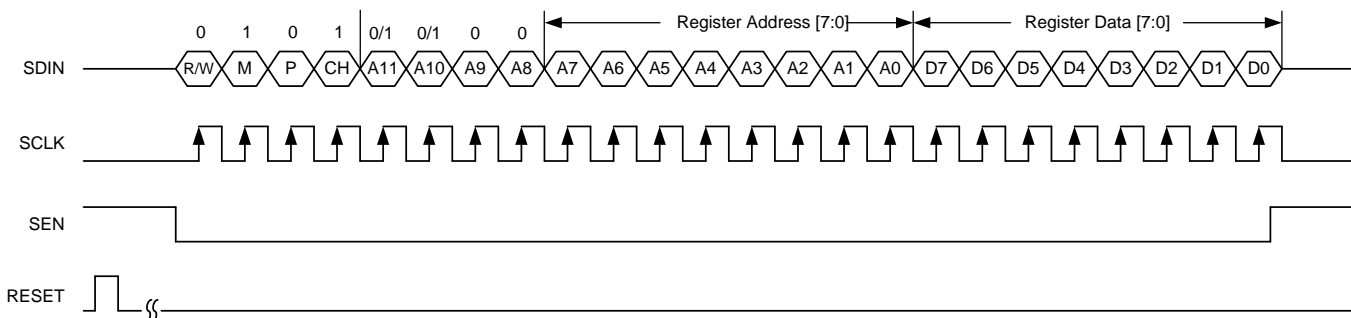 Register Address [7:0] Register Data [7:0]
0 1 0 1 0/1 0/1 0 0
SDIN R/W M P CH A11 A10 A9 A8 A7 A6 A5 A4 A3 A2 A1 A0 D7 D6 D5 D4 D3 D2 D1 D0
SCLK
SEN
RESET